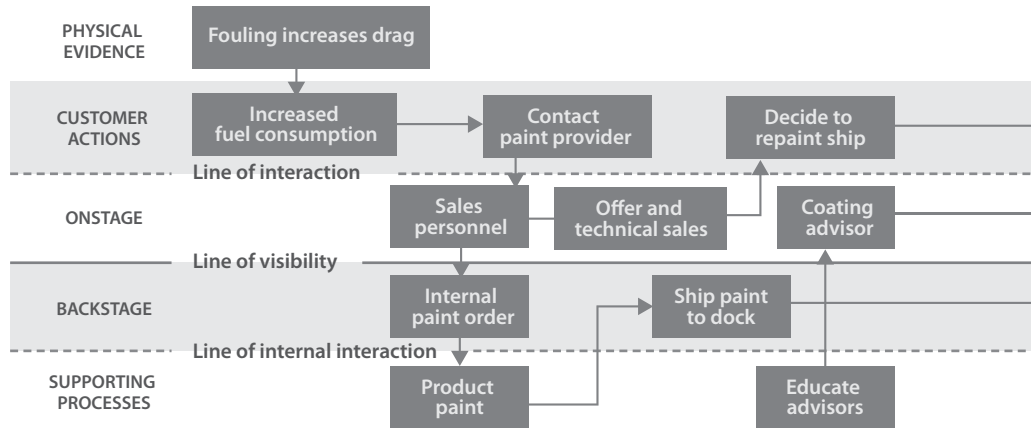 PHYSICAL
EVIDENCE
Fouling increases drag
CUSTOMER
ACTIONS
Increased
fuel consumption
Contact
paint provider
Decide to
repaint ship
Line of interaction
ONSTAGE
Sales
personnel
Offer and
technical sales
Coating
advisor
Line of visibility
BACKSTAGE
Internal
paint order
Ship paint
to dock
Line of internal interaction
SUPPORTING
PROCESSES
Product
paint
Educate
advisors